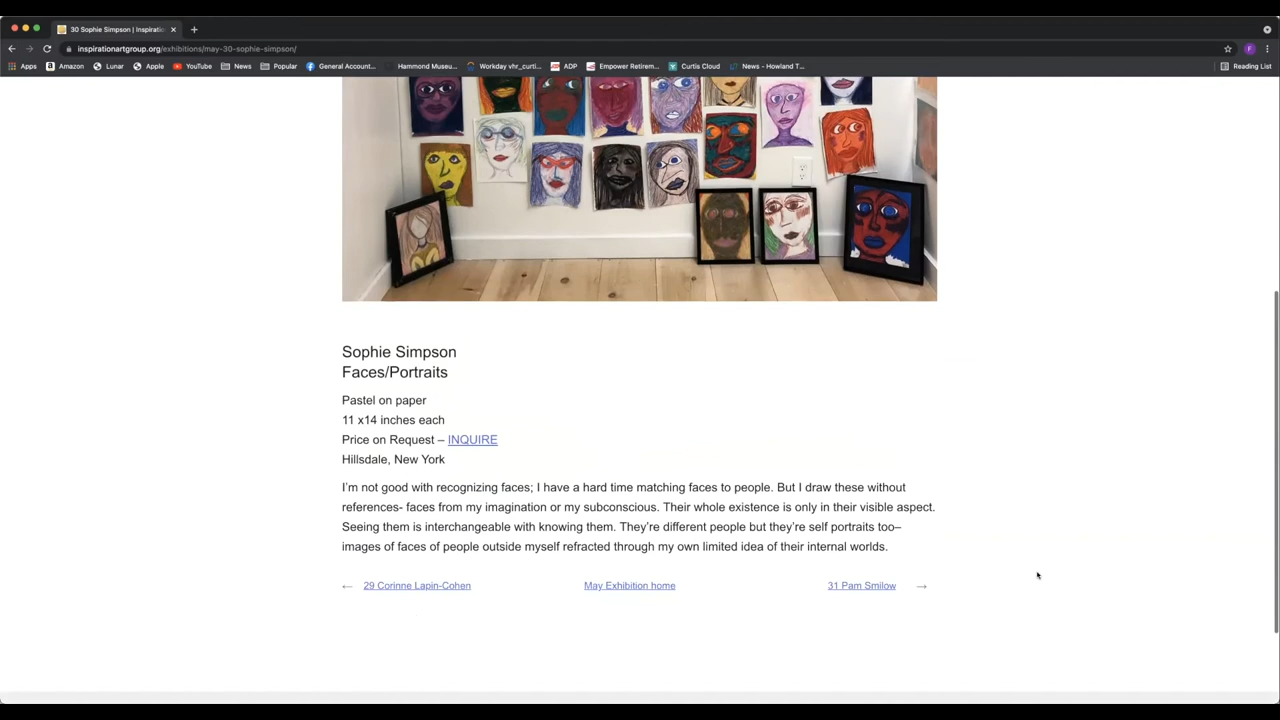 30 Sophie Simpson | Inspiratio
inspirationartgroup.org/exhibitions/may-30-sophie-simpson/
F
Apps Amazon Lunar Apple YouTube News Popular General Account... Hammond Museu... Workday vhr_curti... ADP Empower Retirem... Curtis Cloud News - Howland T... Reading List
Sophie Simpson
Faces/Portraits
Pastel on paper
11 x14 inches each
Price on Request – INQUIRE
Hillsdale, New York
I'm not good with recognizing faces; I have a hard time matching faces to people. But I draw these without
references- faces from my imagination or my subconscious. Their whole existence is only in their visible aspect.
Seeing them is interchangeable with knowing them. They're different people but they're self portraits too–
images of faces of people outside myself refracted through my own limited idea of their internal worlds.
← 29 Corinne Lapin-Cohen May Exhibition home 31 Pam Smilow →